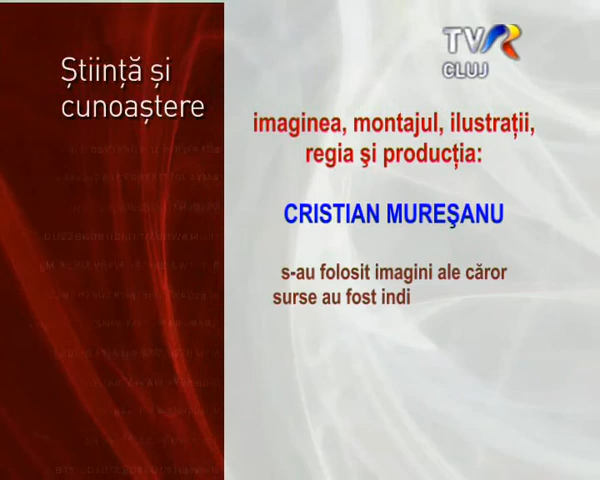 Știință și
cunoaștere
TVR
CLUJ
imaginea, montajul, ilustrații,
regia şi producția:
CRISTIAN MUREŞANU
s-au folosit imagini ale căror
surse au fost indi